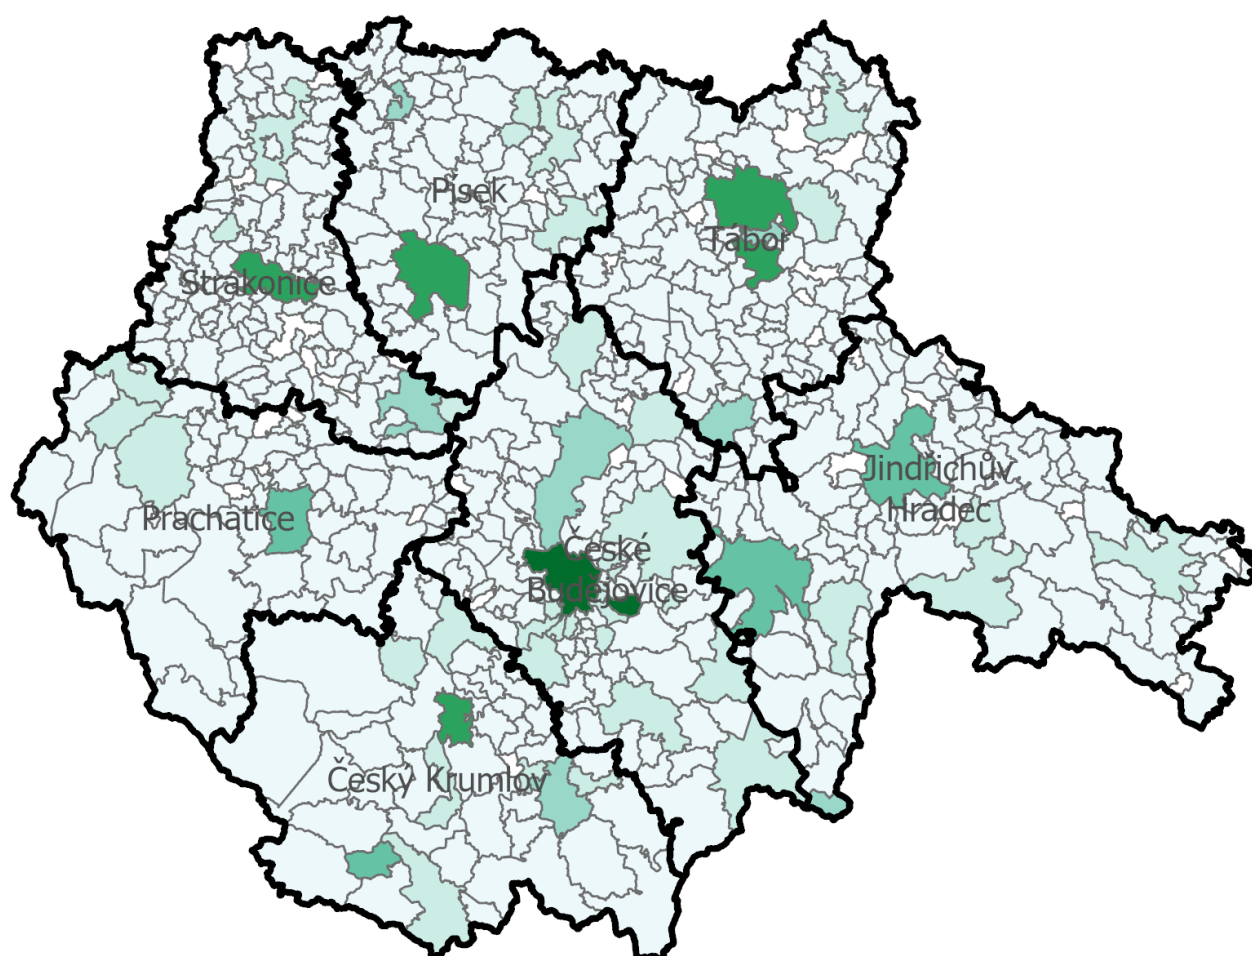 Písek
Tábor
Strakonice
Jindřichův
Hradec
Prachatice
České
Budějovice
Český Krumlov